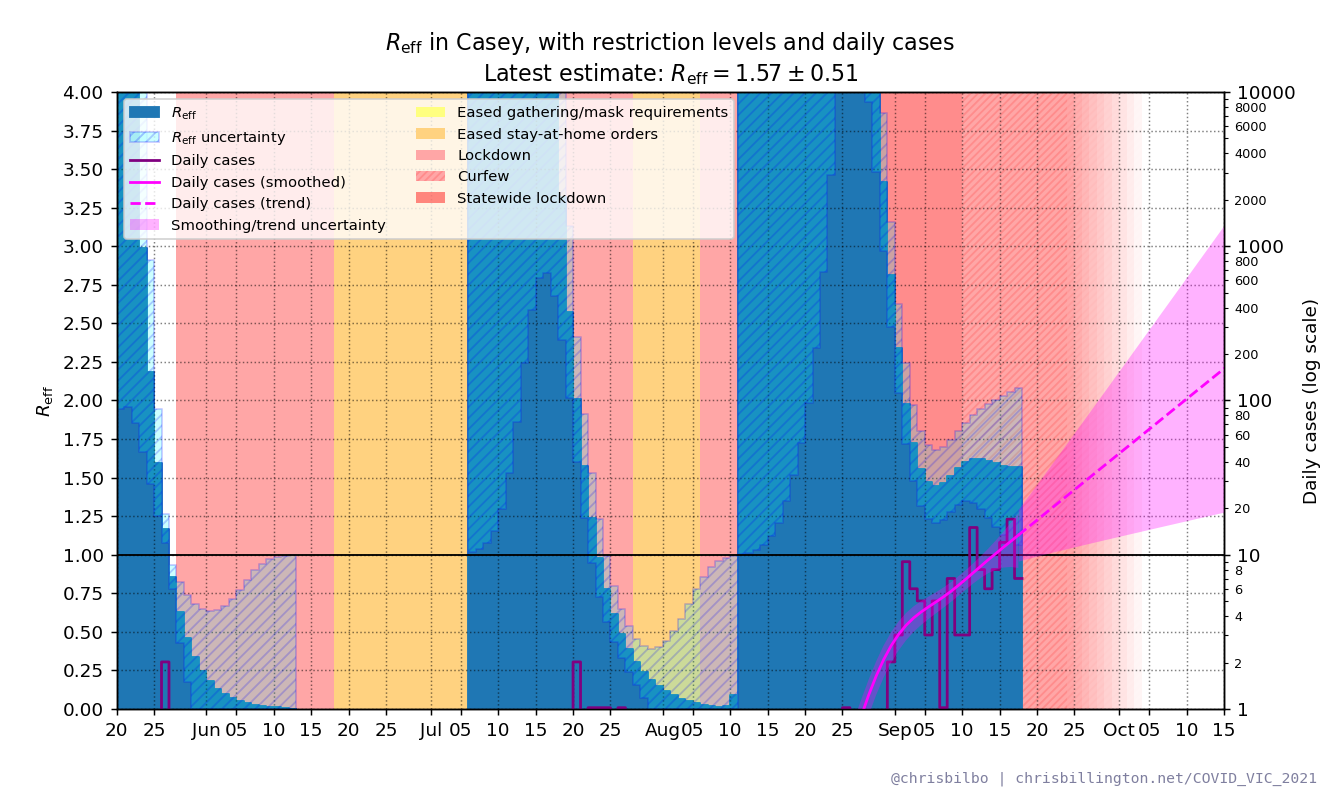 R_eff in Casey, with restriction levels and daily cases
Latest estimate: R_eff = 1.57 ± 0.51
R_eff
R_eff uncertainty
Daily cases
Daily cases (smoothed)
Daily cases (trend)
Smoothing/trend uncertainty
Eased gathering/mask requirements
Eased stay-at-home orders
Lockdown
Curfew
Statewide lockdown
R_eff
4.00
3.75
3.50
3.25
3.00
2.75
2.50
2.25
2.00
1.75
1.50
1.25
1.00
0.75
0.50
0.25
0.00
10000
8000
6000
4000
2000
1000
800
600
400
200
100
80
60
40
20
10
8
6
4
2
1
Daily cases (log scale)
20 25 Jun 05 10 15 20 25 Jul 05 10 15 20 25 Aug 05 10 15 20 25 Sep 05 10 15 20 25 Oct 05 10 15
@chrisbilbo | chrisbillington.net/COVID_VIC_2021